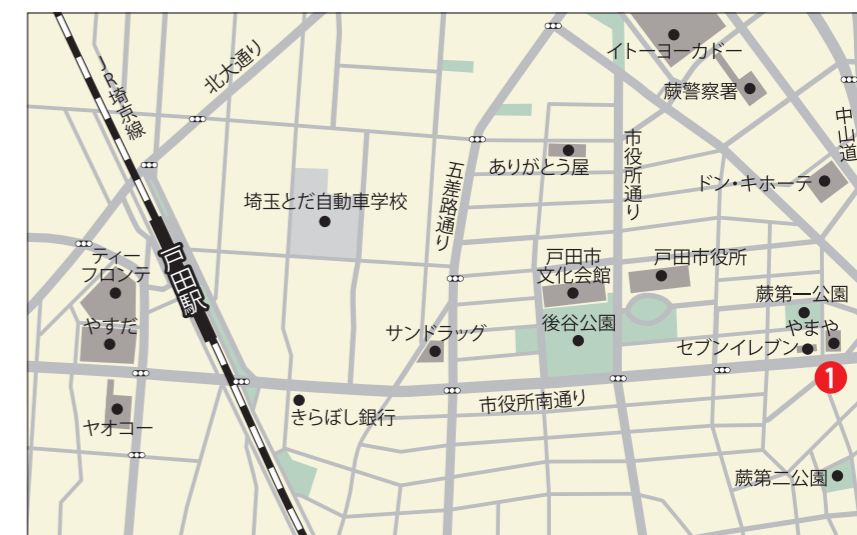 イトーヨーカドー
JR埼京線
北大通り
蕨警察署
中山道
市役所通り
ありがとう屋
五差路通り
ドン・キホーテ
埼玉とだ自動車学校
ティー
フロンテ
戸田駅
戸田市
文化会館
戸田市役所
蕨第一公園
やすだ
サンドラッグ
後谷公園
やまや
セブンイレブン
1
市役所南通り
きらぼし銀行
ヤオコー
蕨第二公園